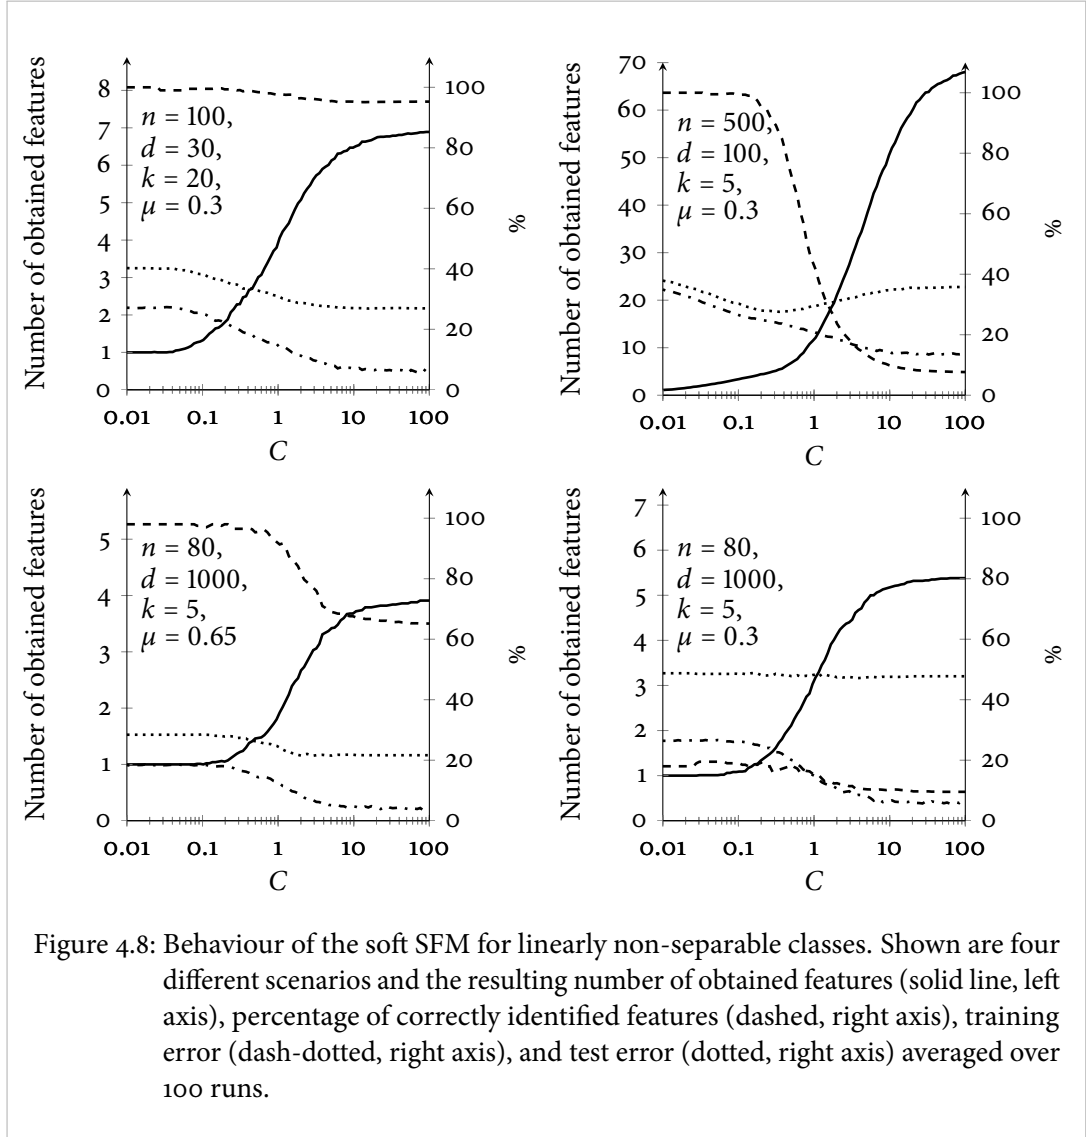 Number of obtained features
8
7
6
5
4
3
2
1
0
n = 100,
d = 30,
k = 20,
μ = 0.3
100
80
60
40
20
0
%
0.01 0.1 1 10 100
C
Number of obtained features
70
60
50
40
30
20
10
0
n = 500,
d = 100,
k = 5,
μ = 0.3
100
80
60
40
20
0
%
0.01 0.1 1 10 100
C
Number of obtained features
5
4
3
2
1
0
n = 80,
d = 1000,
k = 5,
μ = 0.65
100
80
60
40
20
0
%
0.01 0.1 1 10 100
C
Number of obtained features
7
6
5
4
3
2
1
0
n = 80,
d = 1000,
k = 5,
μ = 0.3
100
80
60
40
20
0
%
0.01 0.1 1 10 100
C
Figure 4.8: Behaviour of the soft SFM for linearly non-separable classes. Shown are four
different scenarios and the resulting number of obtained features (solid line, left
axis), percentage of correctly identified features (dashed, right axis), training
error (dash-dotted, right axis), and test error (dotted, right axis) averaged over
100 runs.